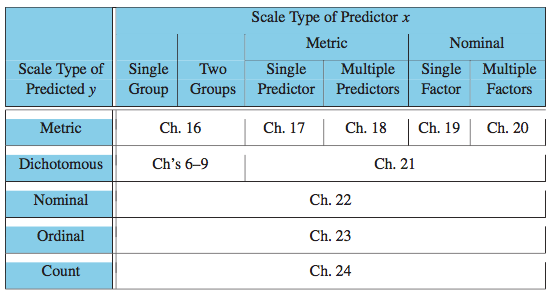 Scale Type of Predictor x
Metric Nominal
Scale Type of Single Two Single Multiple Single Multiple
Predicted y Group Groups Predictor Predictors Factor Factors
Metric Ch. 16 Ch. 17 Ch. 18 Ch. 19 Ch. 20
Dichotomous Ch's 6–9 Ch. 21
Nominal Ch. 22
Ordinal Ch. 23
Count Ch. 24